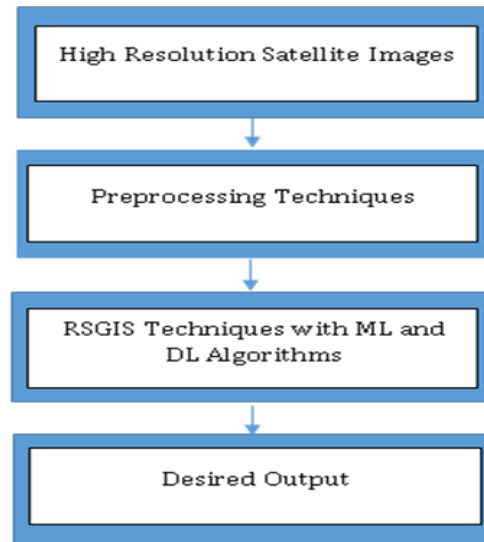 High Resolution Satellite Images
Preprocessing Techniques
RSGIS Techniques with ML and
DL Algorithms
Desired Output